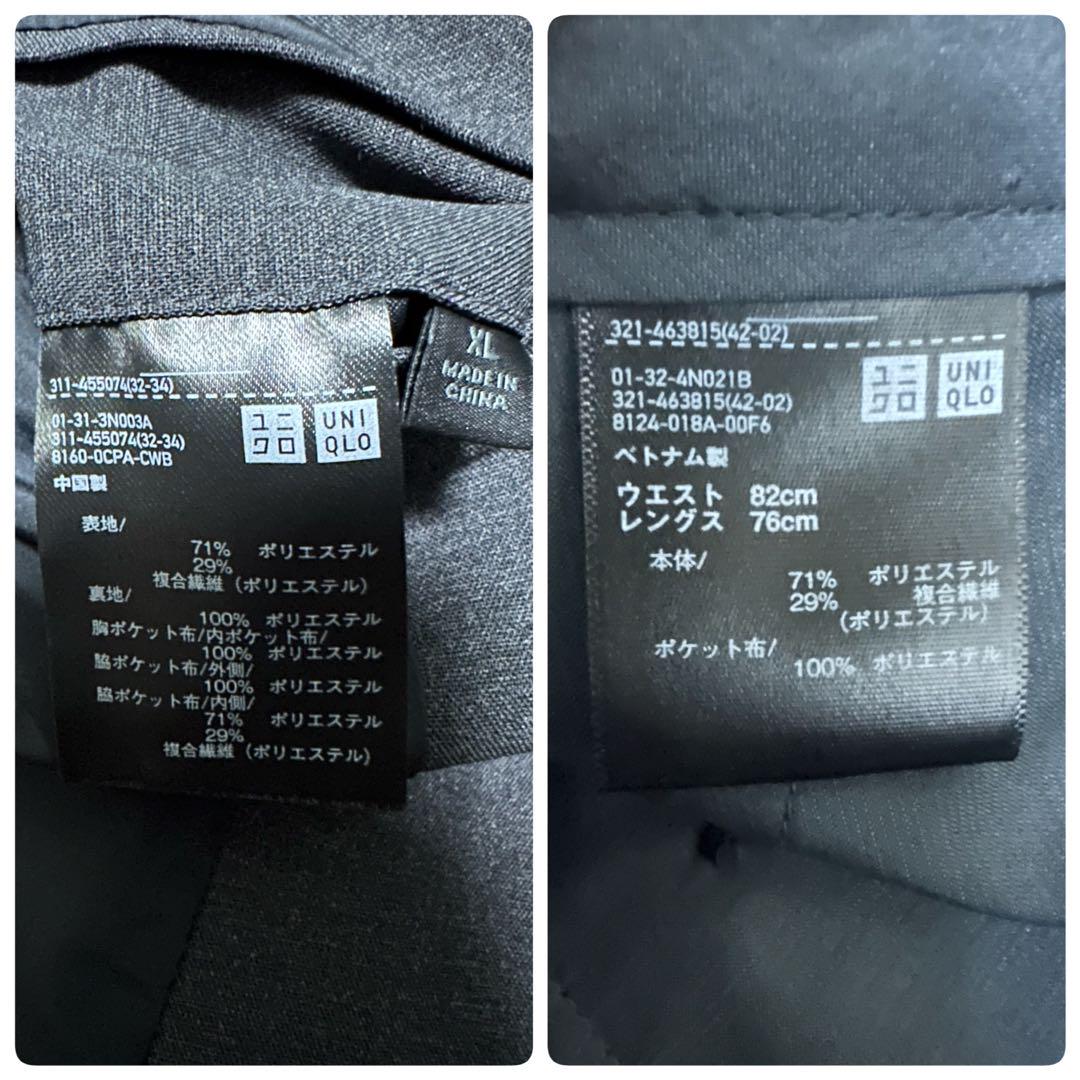 311-455074(32-34)
01-31-3N003A
311-455074(32-34)
8160-0CPA-CWB
ユニ
クロ
UNI
QLO
中国製
表地/
71% ポリエステル
29%
複合繊維（ポリエステル）
裏地/
100% ポリエステル
胸ポケット布/内ポケット布/
100% ポリエステル
脇ポケット布/外側/
100% ポリエステル
脇ポケット布/内側/
71% ポリエステル
29%
複合繊維（ポリエステル）
XL
MADE IN
CHINA
321-463815(42-02)
01-32-4N021B
321-463815(42-02)
8124-018A-00F6
ユニ
クロ
UNI
QLO
ベトナム製
ウエスト 82cm
レングス 76cm
本体/
71% ポリエステル
29% 複合繊維
(ポリエステル)
ポケット布/
100% ポリエステル